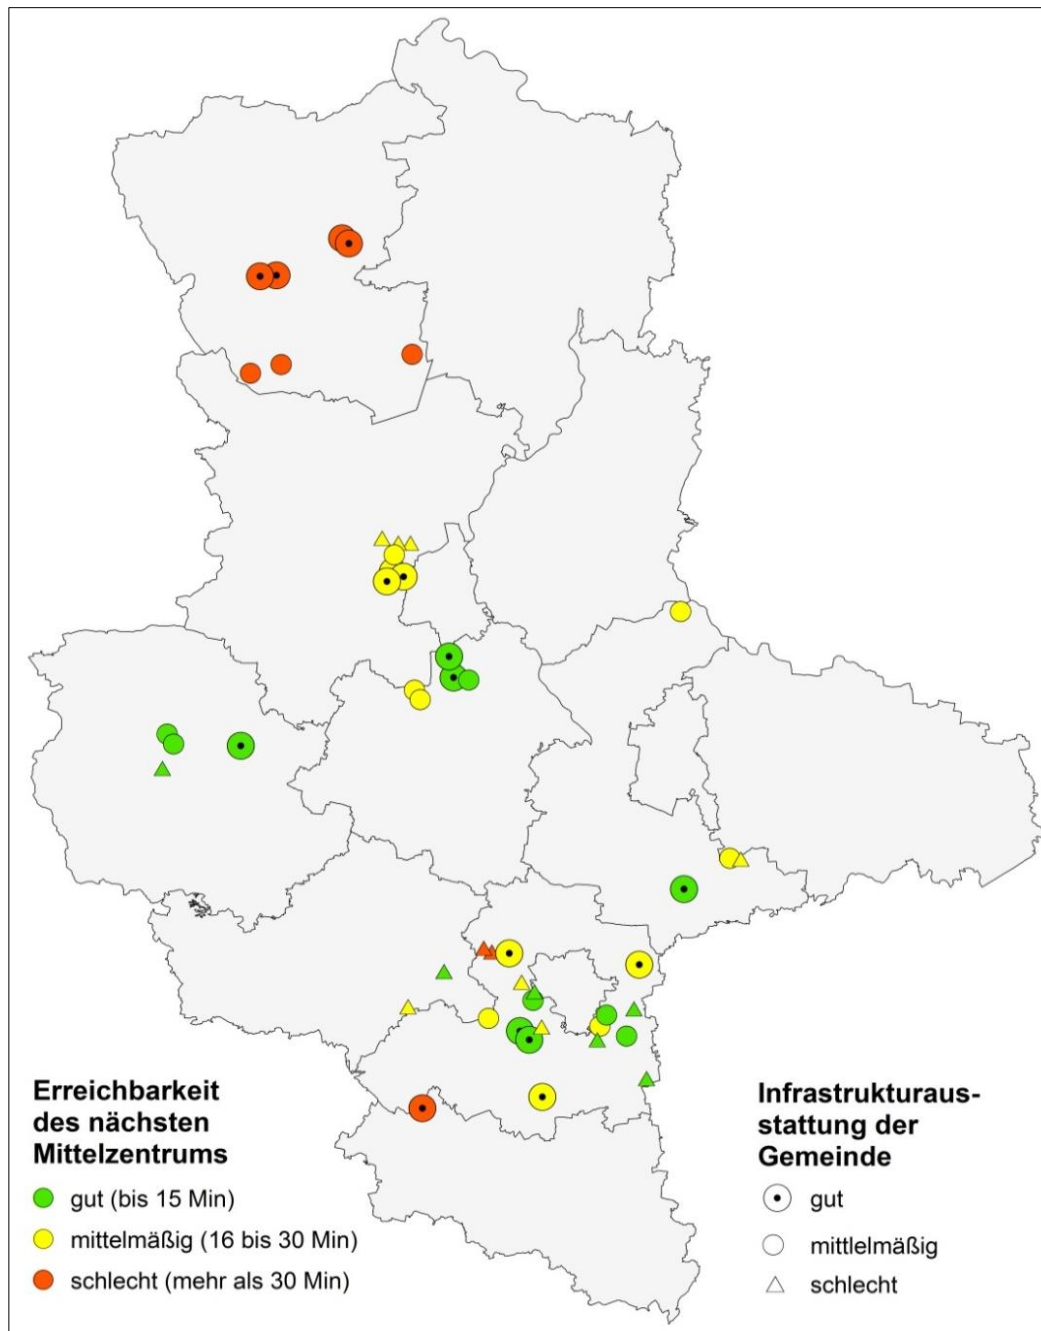 Erreichbarkeit
des nächsten
Mittelzentrums
gut (bis 15 Min)
mittelmäßig (16 bis 30 Min)
schlecht (mehr als 30 Min)
Infrastrukturaus-
stattung der
Gemeinde
gut
mittlelmäßig
schlecht